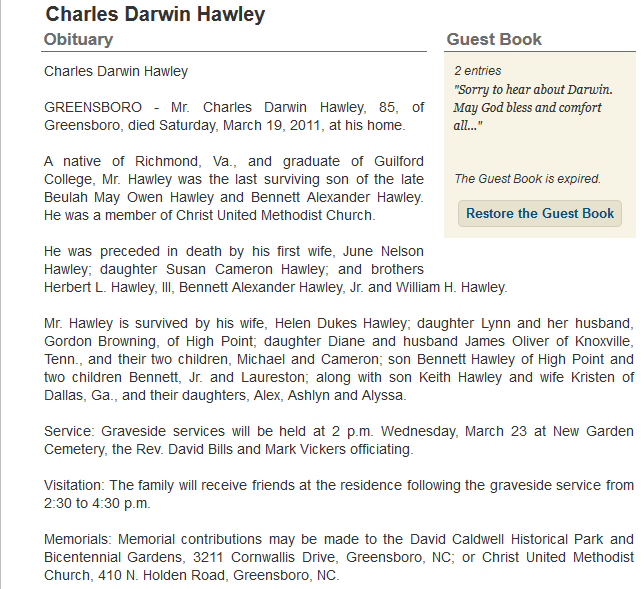 Charles Darwin Hawley
Obituary
Charles Darwin Hawley
GREENSBORO - Mr. Charles Darwin Hawley, 85, of
Greensboro, died Saturday, March 19, 2011, at his home.
A native of Richmond, Va., and graduate of Guilford
College, Mr. Hawley was the last surviving son of the late
Beulah May Owen Hawley and Bennett Alexander Hawley.
He was a member of Christ United Methodist Church.
He was preceded in death by his first wife, June Nelson
Hawley; daughter Susan Cameron Hawley; and brothers
Herbert L. Hawley, III, Bennett Alexander Hawley, Jr. and William H. Hawley.
Mr. Hawley is survived by his wife, Helen Dukes Hawley; daughter Lynn and her husband,
Gordon Browning, of High Point; daughter Diane and husband James Oliver of Knoxville,
Tenn., and their two children, Michael and Cameron; son Bennett Hawley of High Point and
two children Bennett, Jr. and Laureston; along with son Keith Hawley and wife Kristen of
Dallas, Ga., and their daughters, Alex, Ashlyn and Alyssa.
Service: Graveside services will be held at 2 p.m. Wednesday, March 23 at New Garden
Cemetery, the Rev. David Bills and Mark Vickers officiating.
Visitation: The family will receive friends at the residence following the graveside service from
2:30 to 4:30 p.m.
Memorials: Memorial contributions may be made to the David Caldwell Historical Park and
Bicentennial Gardens, 3211 Cornwallis Drive, Greensboro, NC; or Christ United Methodist
Church, 410 N. Holden Road, Greensboro, NC.
Guest Book
2 entries
"Sorry to hear about Darwin.
May God bless and comfort
all..."
The Guest Book is expired.
Restore the Guest Book